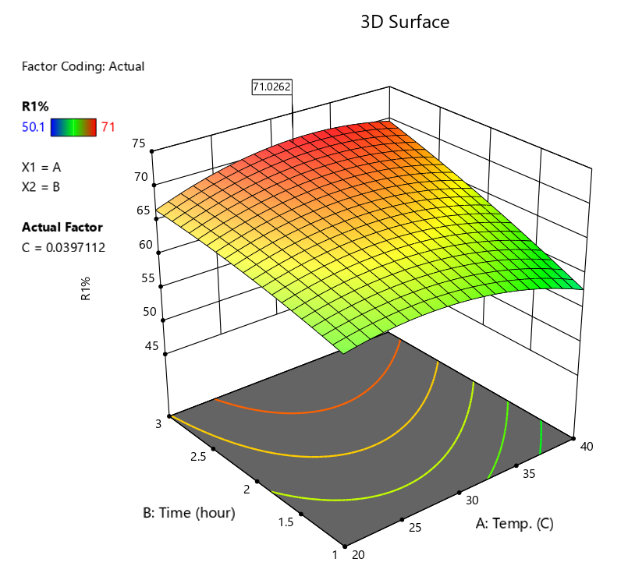 3D Surface
Factor Coding: Actual
71.0262
R1%
50.1 71
X1 = A
X2 = B
Actual Factor
C = 0.0397112
75
70
65
60
55
50
45
R1%
3
2.5
2
1.5
1
B: Time (hour)
20
25
30
35
40
A: Temp. (C)